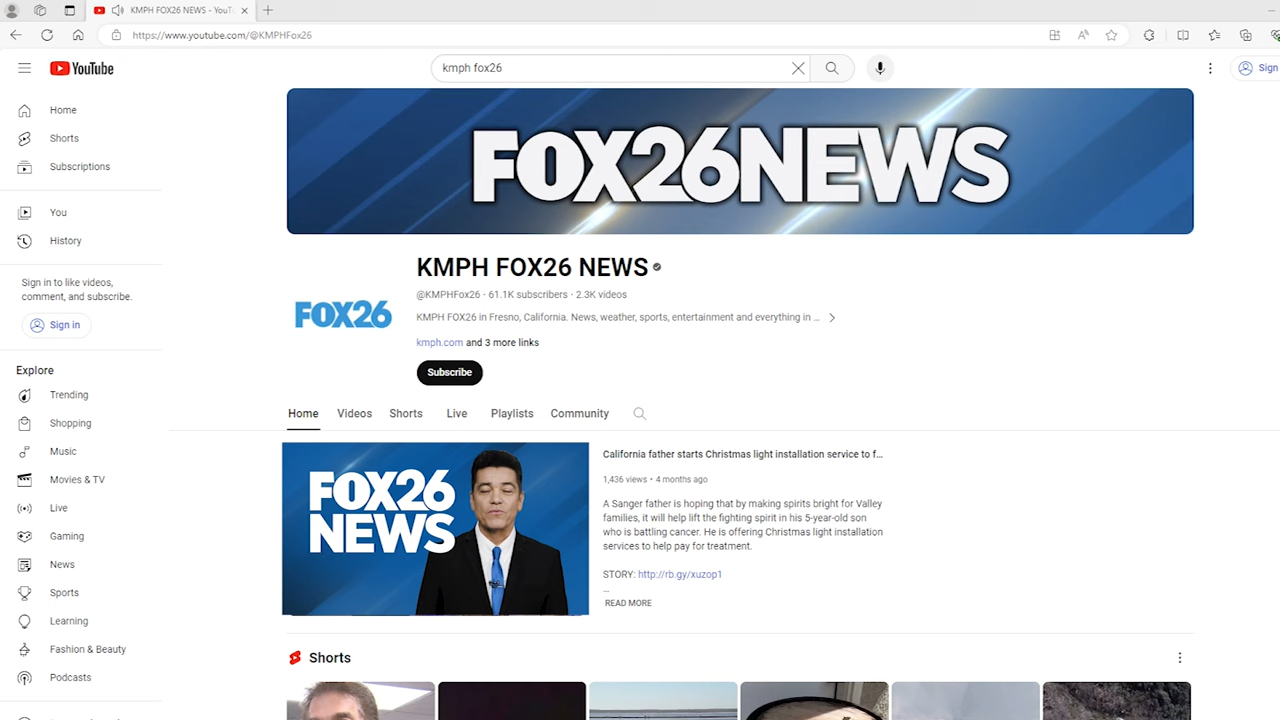 KMPH FOX26 NEWS - YouTu
https://www.youtube.com/@KMPHFox26
YouTube
kmph fox26
Sign
Home
Shorts
Subscriptions
You
History
Sign in to like videos,
comment, and subscribe.
Sign in
Explore
Trending
Shopping
Music
Movies & TV
Live
Gaming
News
Sports
Learning
Fashion & Beauty
Podcasts
FOX26NEWS
FOX26
KMPH FOX26 NEWS
@KMPHFox26 · 61.1K subscribers · 2.3K videos
KMPH FOX26 in Fresno, California. News, weather, sports, entertainment and everything in ...
kmph.com and 3 more links
Subscribe
Home Videos Shorts Live Playlists Community
FOX26
NEWS
California father starts Christmas light installation service to f...
1,436 views • 4 months ago
A Sanger father is hoping that by making spirits bright for Valley
families, it will help lift the fighting spirit in his 5-year-old son
who is battling cancer. He is offering Christmas light installation
services to help pay for treatment.
STORY: http://rb.gy/xuzop1
...
READ MORE
Shorts